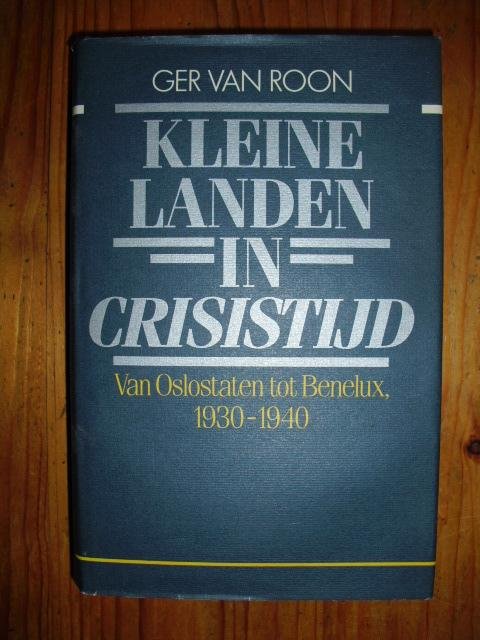 GER VAN ROON
KLEINE
LANDEN
IN
CRISISTIJD
Van Oslostaten tot Benelux,
1930-1940